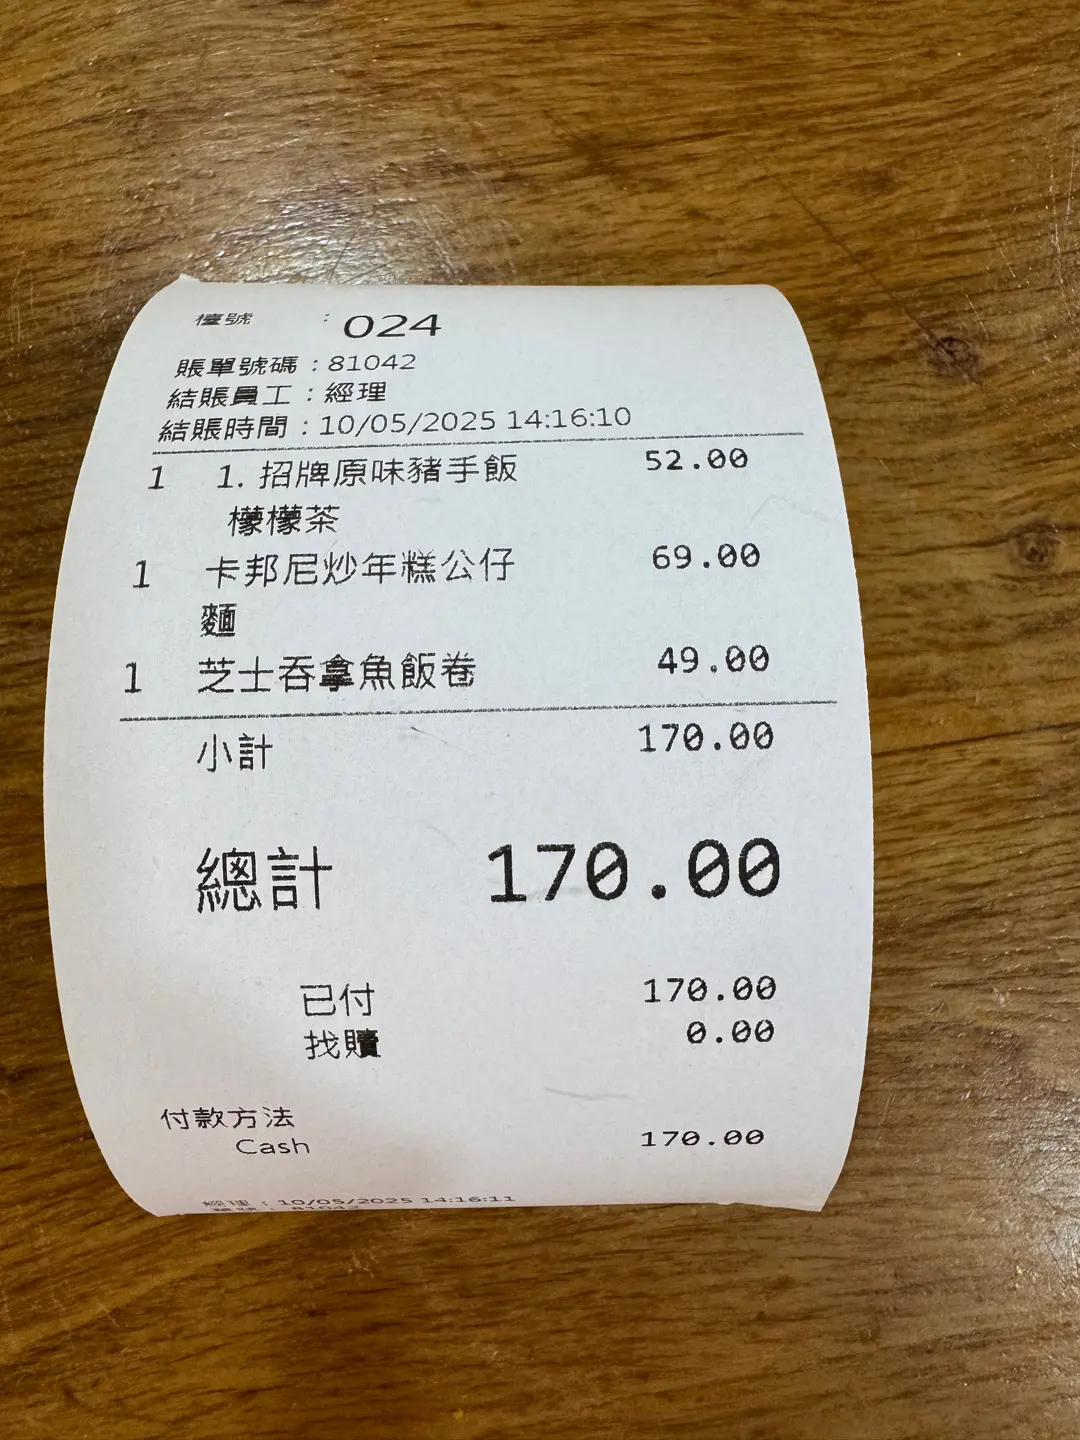 檯號 : 024
賬單號碼 : 81042
結賬員工 : 經理
結賬時間 : 10/05/2025 14:16:10
1 1. 招牌原味豬手飯 52.00
檬檬茶
1 卡邦尼炒年糕公仔 69.00
麵
1 芝士吞拿魚飯卷 49.00
小計 170.00
總計 170.00
已付 170.00
找贖 0.00
付款方法
Cash 170.00
經理 : 10/05/2025 14:16:11
單號 : 81042